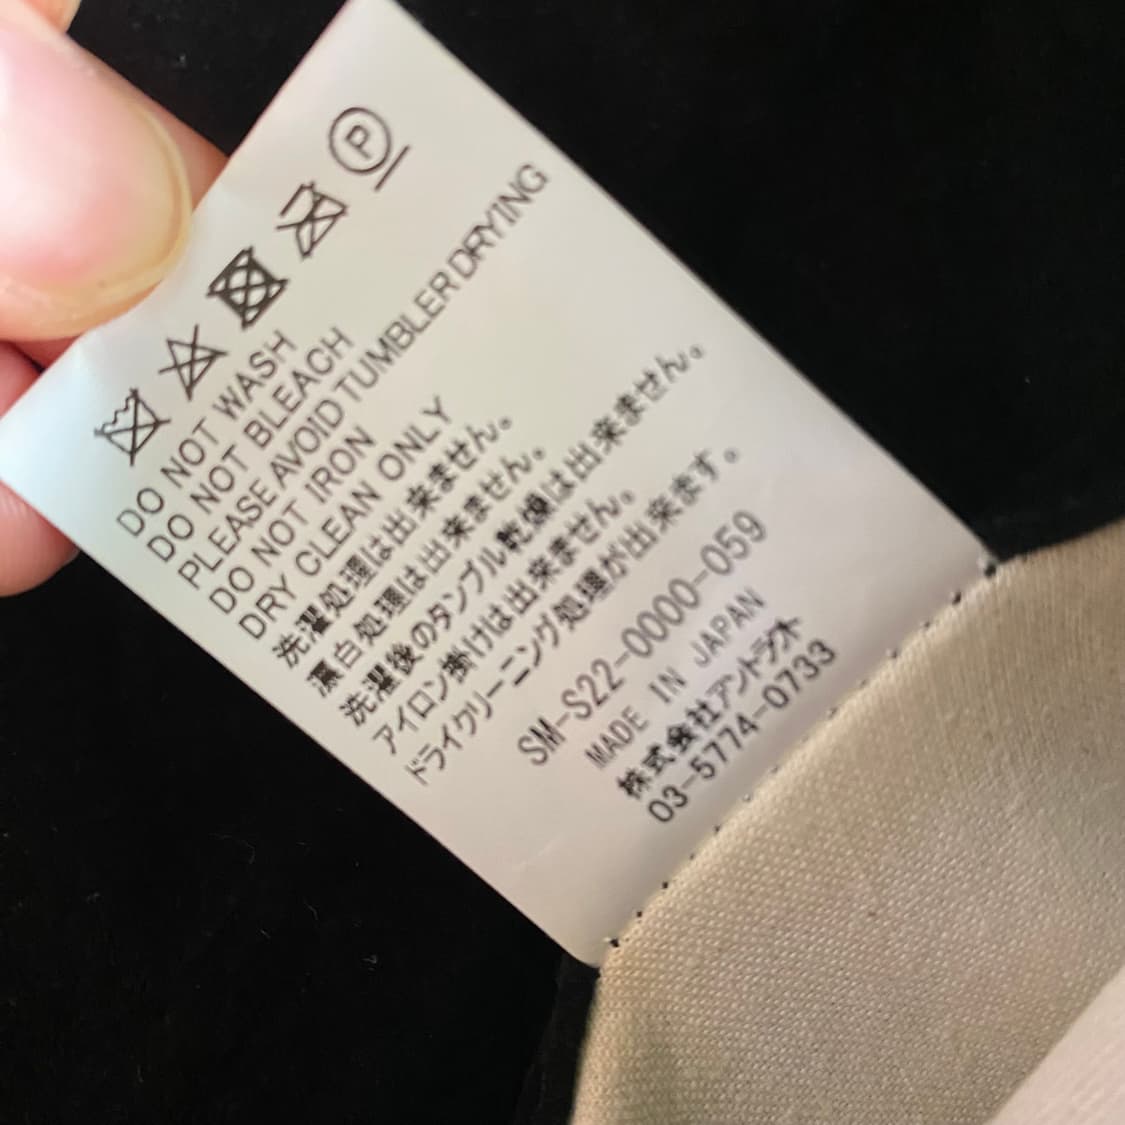 P
DO NOT WASH
DO NOT BLEACH
PLEASE AVOID TUMBLER DRYING
DO NOT IRON
DRY CLEAN ONLY
洗濯処理は出来ません。
漂白処理は出来ません。
洗濯後のタンブル乾燥は出来ません。
アイロン掛けは出来ません。
ドライクリーニング処理が出来ます。
SM-S22-0000-059
MADE IN JAPAN
株式会社アントラクト
03-5774-0733